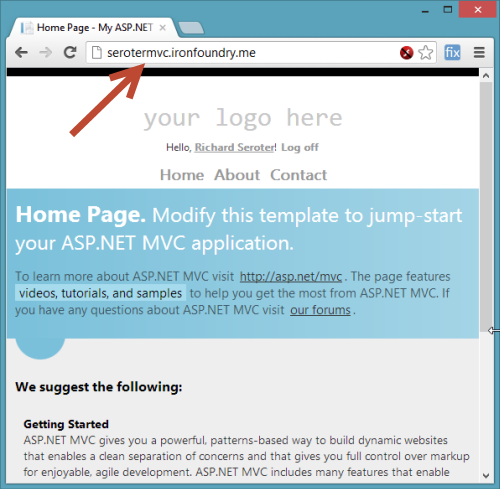 Home Page - My ASP.NET M
serotermvc.ironfoundry.me
fix
your logo here
Hello, Richard Seroter! Log off
Home About Contact
Home Page. Modify this template to jump-start
your ASP.NET MVC application.
To learn more about ASP.NET MVC visit http://asp.net/mvc . The page features
videos, tutorials, and samples to help you get the most from ASP.NET MVC. If
you have any questions about ASP.NET MVC visit our forums .
We suggest the following:
Getting Started
ASP.NET MVC gives you a powerful, patterns-based way to build dynamic websites
that enables a clean separation of concerns and that gives you full control over markup
for enjoyable, agile development. ASP.NET MVC includes many features that enable